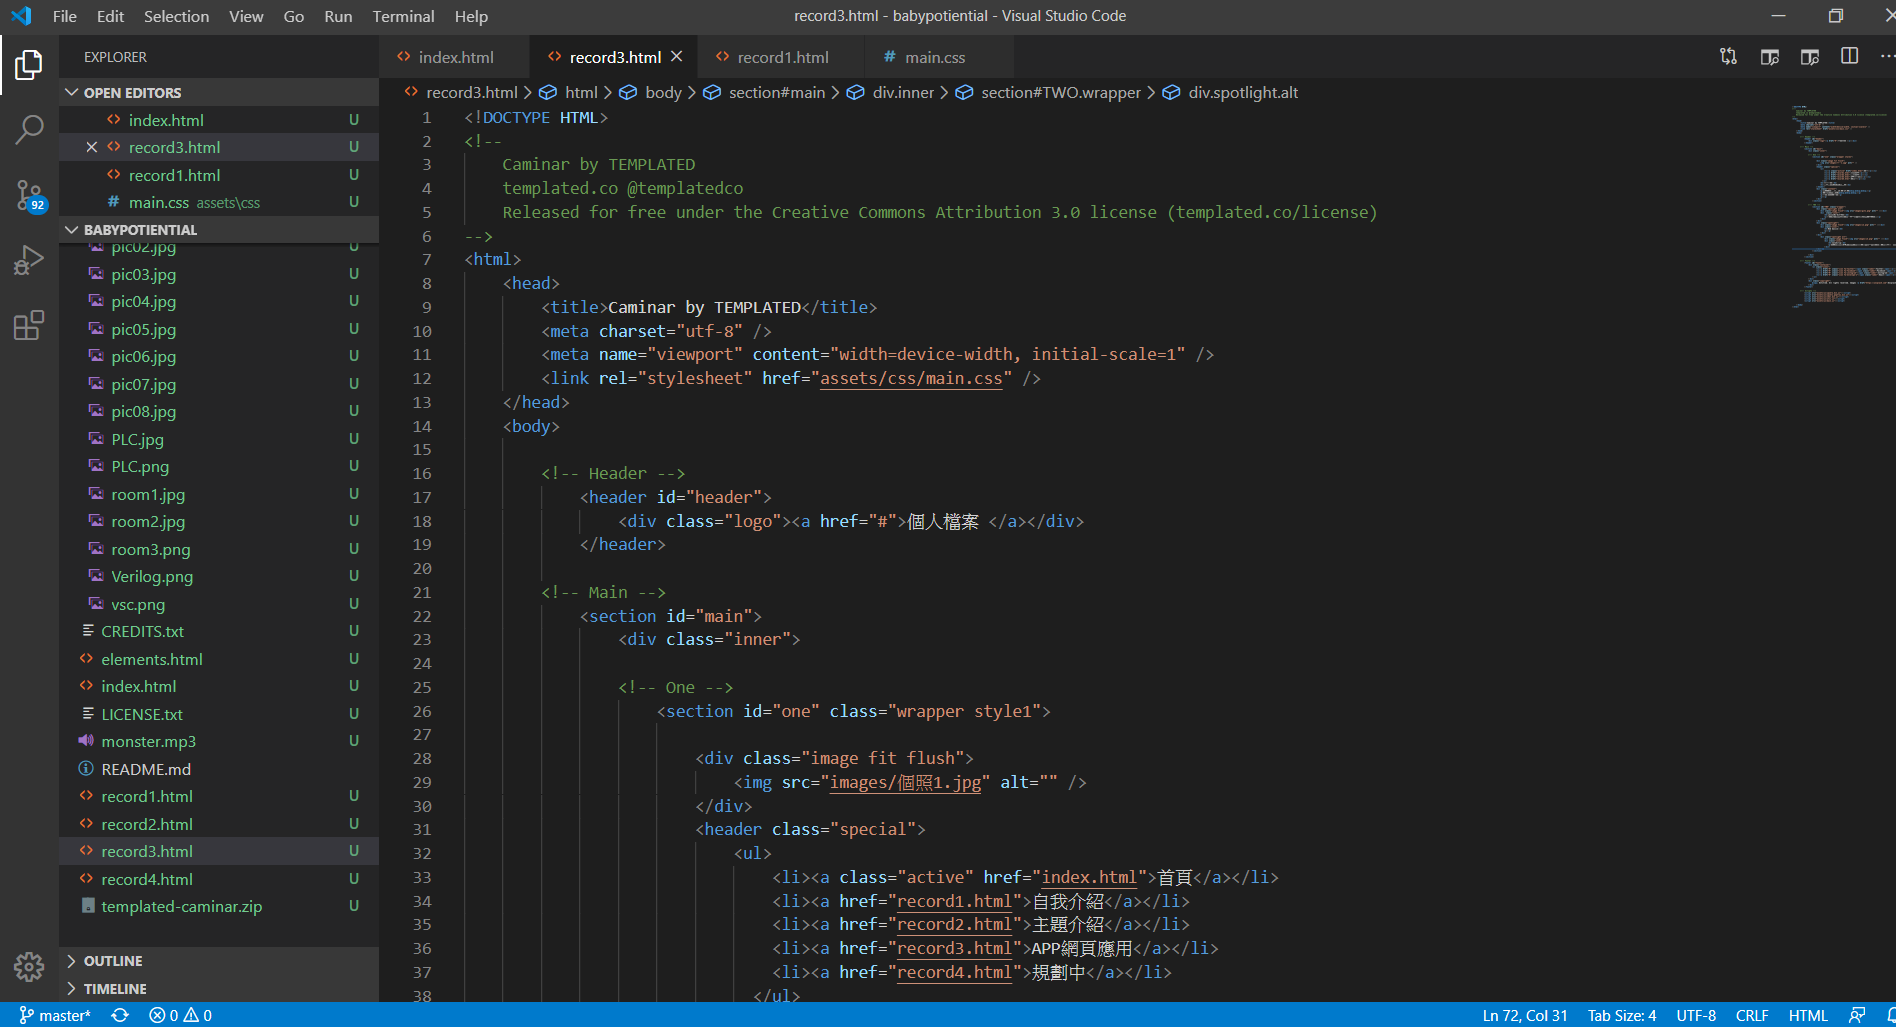 File Edit Selection View Go Run Terminal Help
record3.html - babypotiential - Visual Studio Code
EXPLORER
OPEN EDITORS
index.html U
record3.html U
record1.html U
main.css assets\css U
BABYPOTIENTIAL
pic02.jpg U
pic03.jpg U
pic04.jpg U
pic05.jpg U
pic06.jpg U
pic07.jpg U
pic08.jpg U
PLC.jpg U
PLC.png U
room1.jpg U
room2.jpg U
room3.png U
Verilog.png U
vsc.png U
CREDITS.txt U
elements.html U
index.html U
LICENSE.txt U
monster.mp3 U
README.md
record1.html U
record2.html U
record3.html U
record4.html U
templated-caminar.zip U
OUTLINE
TIMELINE
92
index.html record3.html record1.html # main.css
record3.html > html > body > section#main > div.inner > section#TWO.wrapper > div.spotlight.alt
1 <!DOCTYPE HTML>
2 <!--
3 Caminar by TEMPLATED
4 templated.co @templatedco
5 Released for free under the Creative Commons Attribution 3.0 license (templated.co/license)
6 -->
7 <html>
8 <head>
9 <title>Caminar by TEMPLATED</title>
10 <meta charset="utf-8" />
11 <meta name="viewport" content="width=device-width, initial-scale=1" />
12 <link rel="stylesheet" href="assets/css/main.css" />
13 </head>
14 <body>
15
16 <!-- Header -->
17 <header id="header">
18 <div class="logo"><a href="#">個人檔案 </a></div>
19 </header>
20
21 <!-- Main -->
22 <section id="main">
23 <div class="inner">
24
25 <!-- One -->
26 <section id="one" class="wrapper style1">
27
28 <div class="image fit flush">
29 <img src="images/個照1.jpg" alt="" />
30 </div>
31 <header class="special">
32 <ul>
33 <li><a class="active" href="index.html">首頁</a></li>
34 <li><a href="record1.html">自我介紹</a></li>
35 <li><a href="record2.html">主題介紹</a></li>
36 <li><a href="record3.html">APP網頁應用</a></li>
37 <li><a href="record4.html">規劃中</a></li>
38 </ul>
master* 0 0 Ln 72, Col 31 Tab Size: 4 UTF-8 CRLF HTML